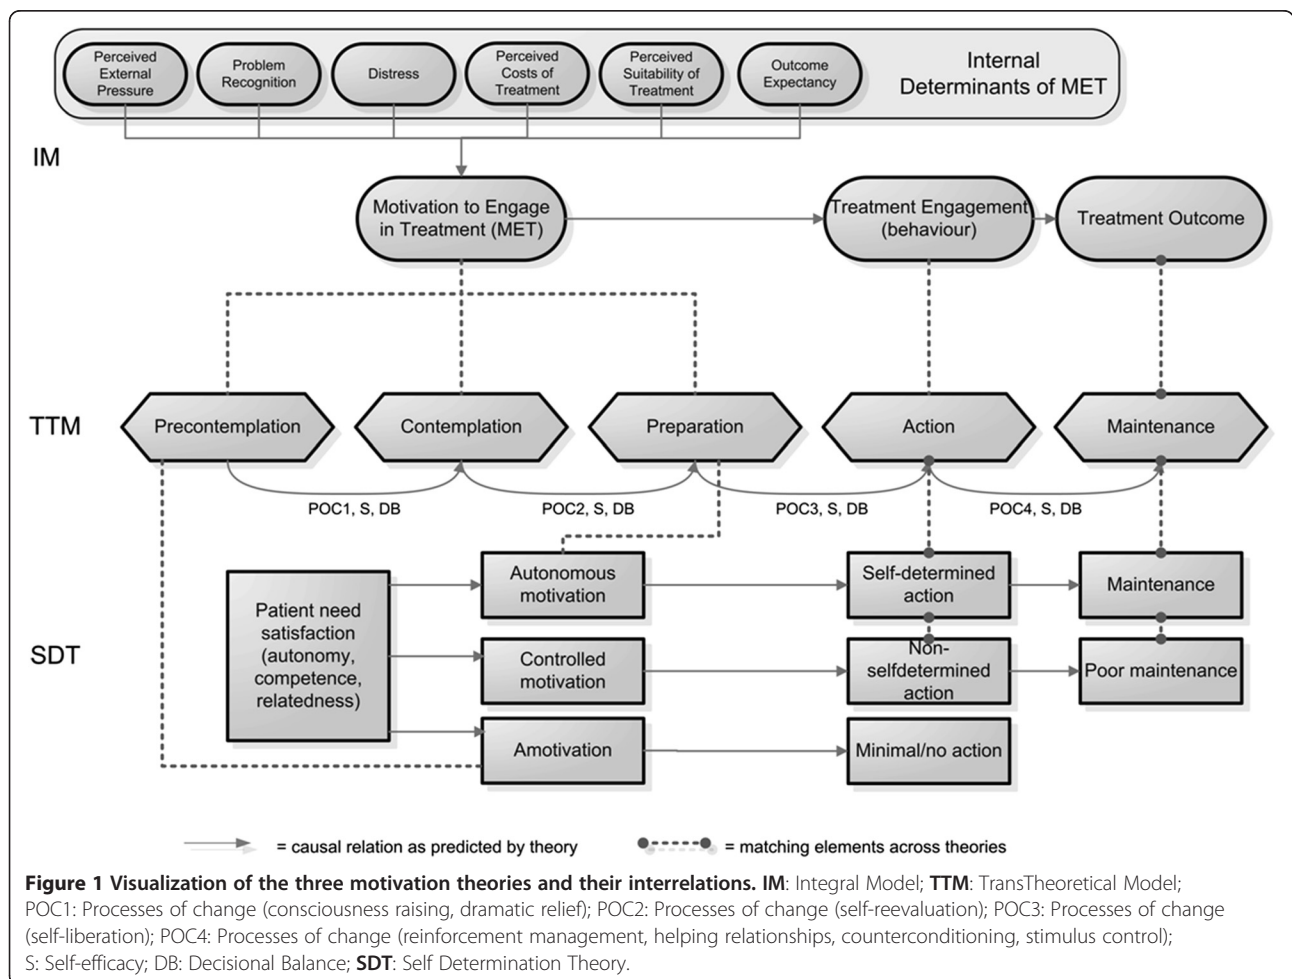 Perceived
External
Pressure
Problem
Recognition
Distress
Perceived
Costs of
Treatment
Perceived
Suitability of
Treatment
Outcome
Expectancy
Internal
Determinants of MET
IM
Motivation to Engage
in Treatment (MET)
Treatment Engagement
(behaviour)
Treatment Outcome
TTM
Precontemplation
Contemplation
Preparation
Action
Maintenance
POC1, S, DB
POC2, S, DB
POC3, S, DB
POC4, S, DB
SDT
Patient need
satisfaction
(autonomy,
competence,
relatedness)
Autonomous
motivation
Self-determined
action
Maintenance
Controlled
motivation
Non-
selfdetermined
action
Poor maintenance
Amotivation
Minimal/no action
= causal relation as predicted by theory
= matching elements across theories
Figure 1 Visualization of the three motivation theories and their interrelations. IM: Integral Model; TTM: TransTheoretical Model;
POC1: Processes of change (consciousness raising, dramatic relief); POC2: Processes of change (self-reevaluation); POC3: Processes of change
(self-liberation); POC4: Processes of change (reinforcement management, helping relationships, counterconditioning, stimulus control);
S: Self-efficacy; DB: Decisional Balance; SDT: Self Determination Theory.